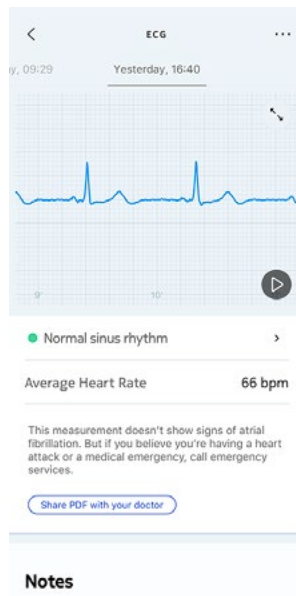 ECG
y, 09:29 Yesterday, 16:40
9" 10"
Normal sinus rhythm
Average Heart Rate 66 bpm
This measurement doesn't show signs of atrial
fibrillation. But if you believe you're having a heart
attack or a medical emergency, call emergency
services.
Share PDF with your doctor
Notes